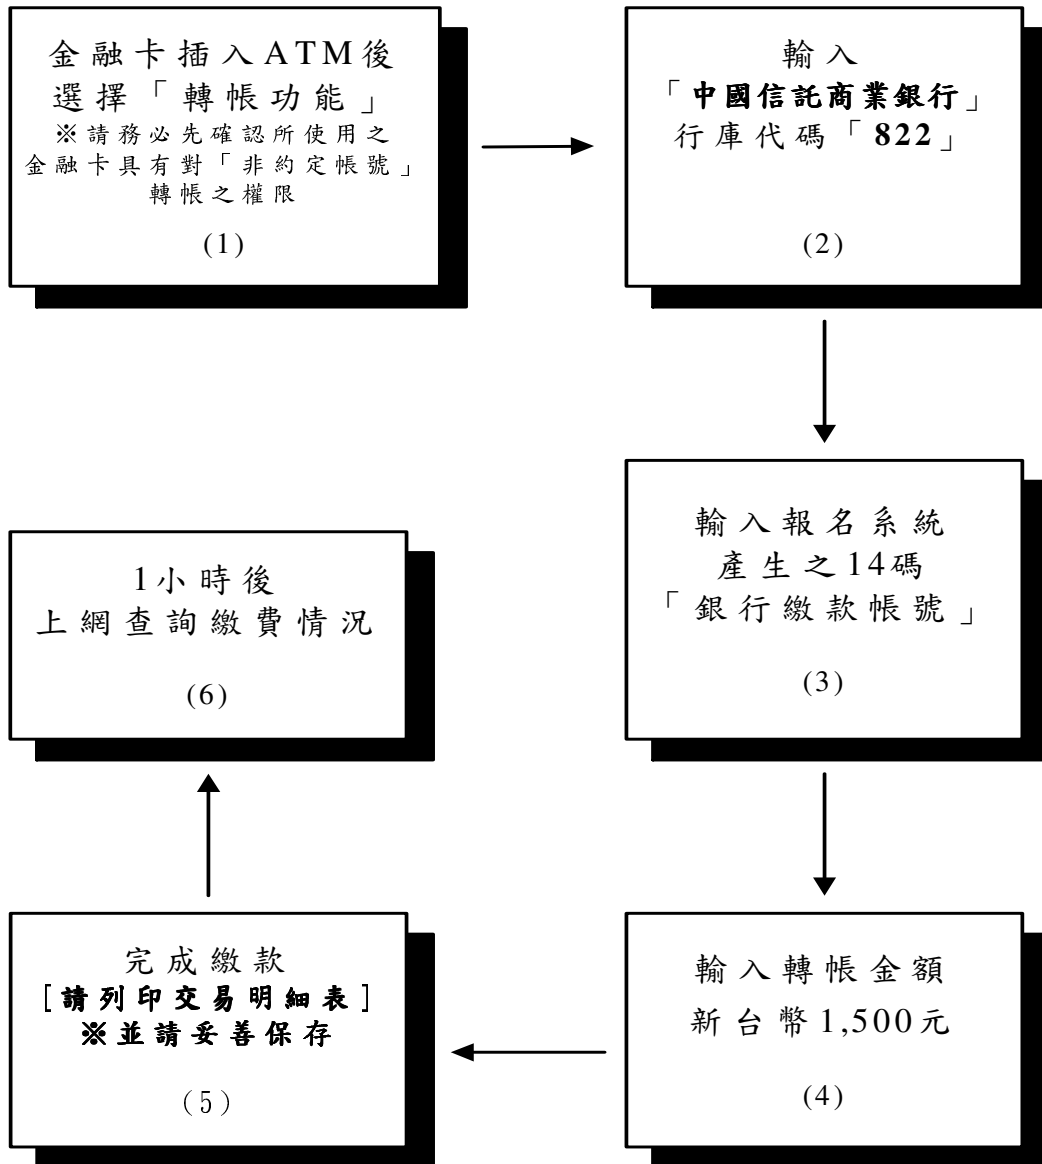 金融卡插入ATM後
選擇「轉帳功能」
※請務必先確認所使用之
金融卡具有對「非約定帳號」
轉帳之權限
(1)
輸入
「中國信託商業銀行」
行庫代碼「822」
(2)
輸入報名系統
產生之14碼
「銀行繳款帳號」
(3)
輸入轉帳金額
新台幣1,500元
(4)
完成繳款
[請列印交易明細表]
※並請妥善保存
(5)
1小時後
上網查詢繳費情況
(6)